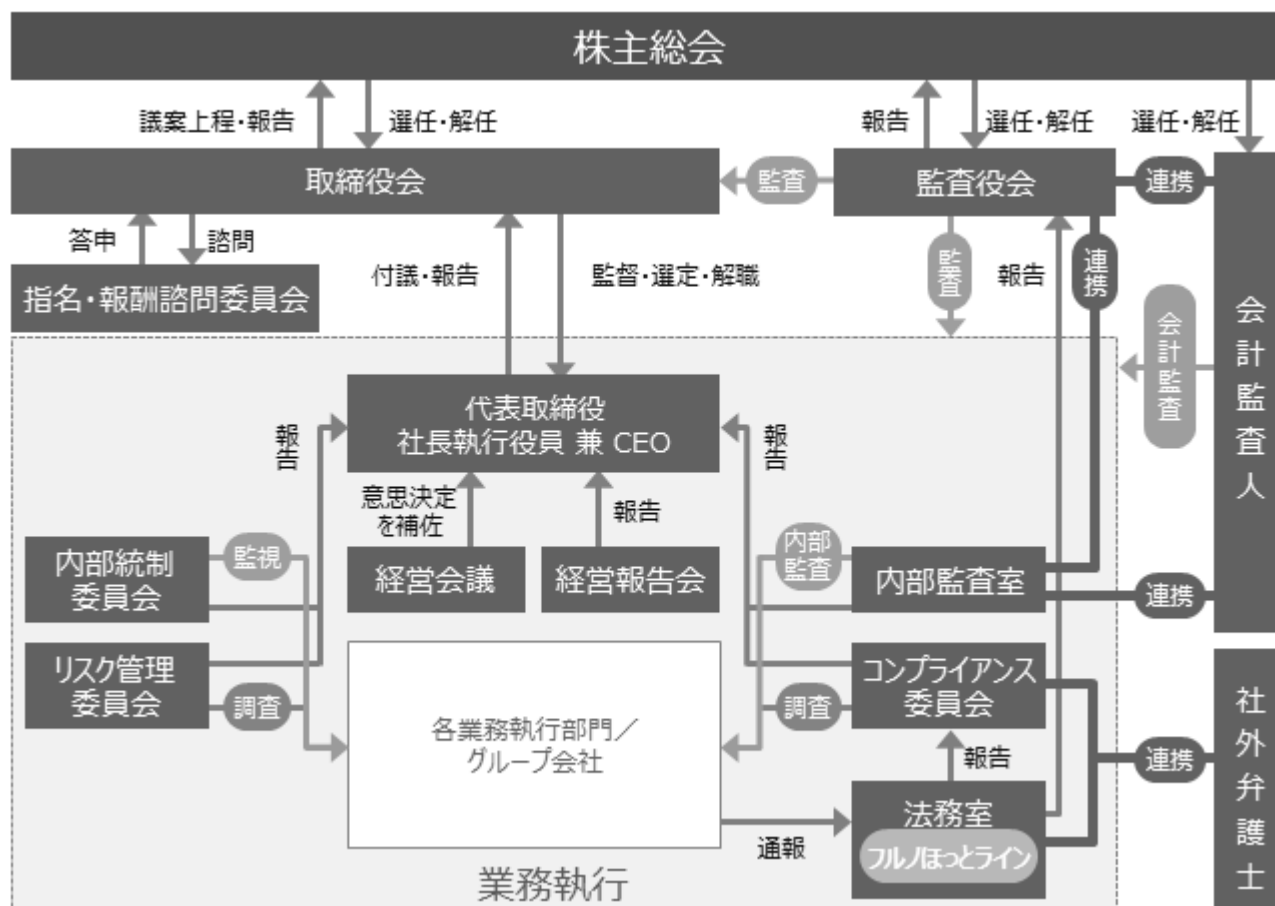 株主総会
議案上程・報告
選任・解任
報告
選任・解任
選任・解任
取締役会
監査
監査役会
連携
答申
諮問
付議・報告
監督・選定・解職
監査
報告
連携
指名・報酬諮問委員会
会計監査
会計監査人
代表取締役
社長執行役員 兼 CEO
報告
報告
意思決定
を補佐
報告
内部統制
委員会
監視
経営会議
経営報告会
内部
監査
内部監査室
連携
リスク管理
委員会
調査
各業務執行部門／
グループ会社
調査
コンプライアンス
委員会
連携
社外弁護士
報告
通報
法務室
フルノほっとライン
業務執行